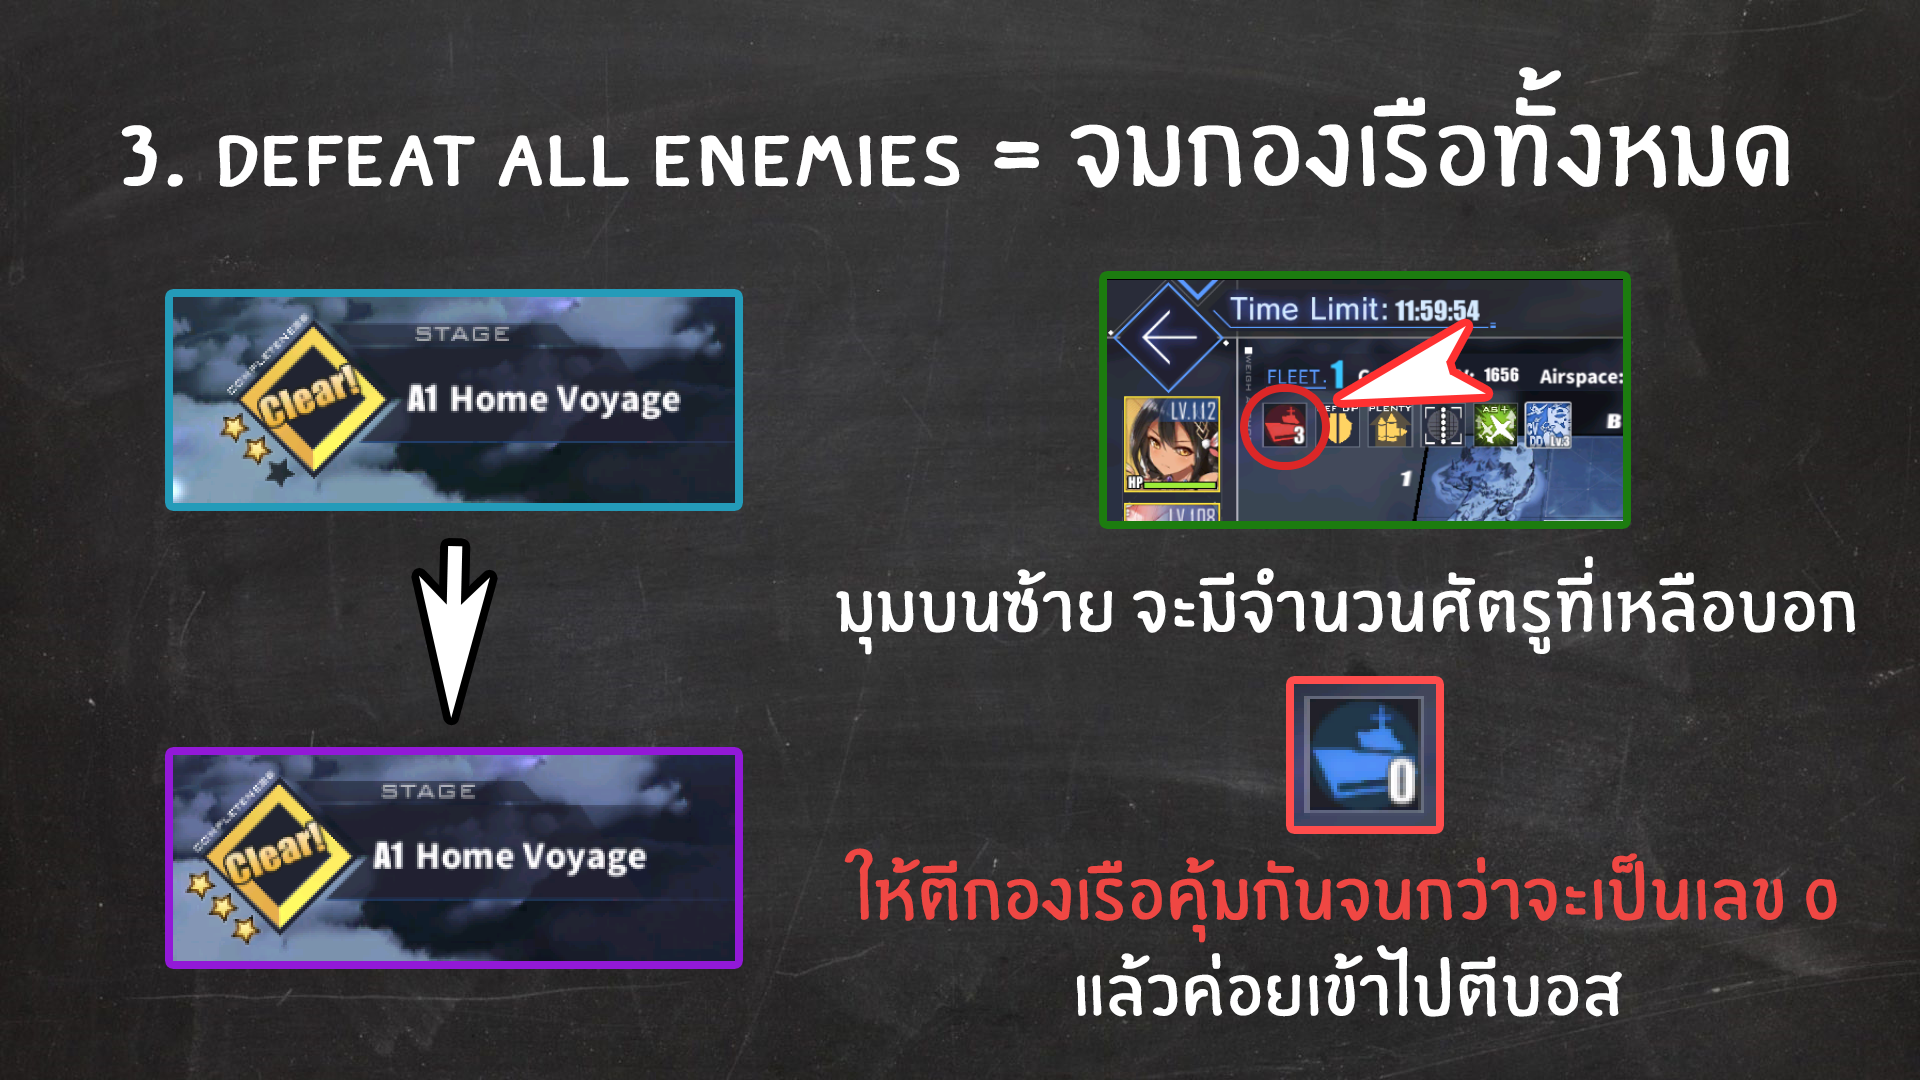 3. DEFEAT ALL ENEMIES = จมกองเรือทั้งหมด
COMPLETENESS
STAGE
Clear!
A1 Home Voyage
Time Limit: 11:59:54
FLEET. 1
1656 Airspace:
LV.112
3
PLENTY
AS+
CV
DD
Lv.3
B
HP
1
LV.108
มุมบนซ้าย จะมีจำนวนศัตรูที่เหลือบอก
0
COMPLETENESS
STAGE
Clear!
A1 Home Voyage
ให้ตีกองเรือคุ้มกันจนกว่าจะเป็นเลข 0
แล้วค่อยเข้าไปตีบอส